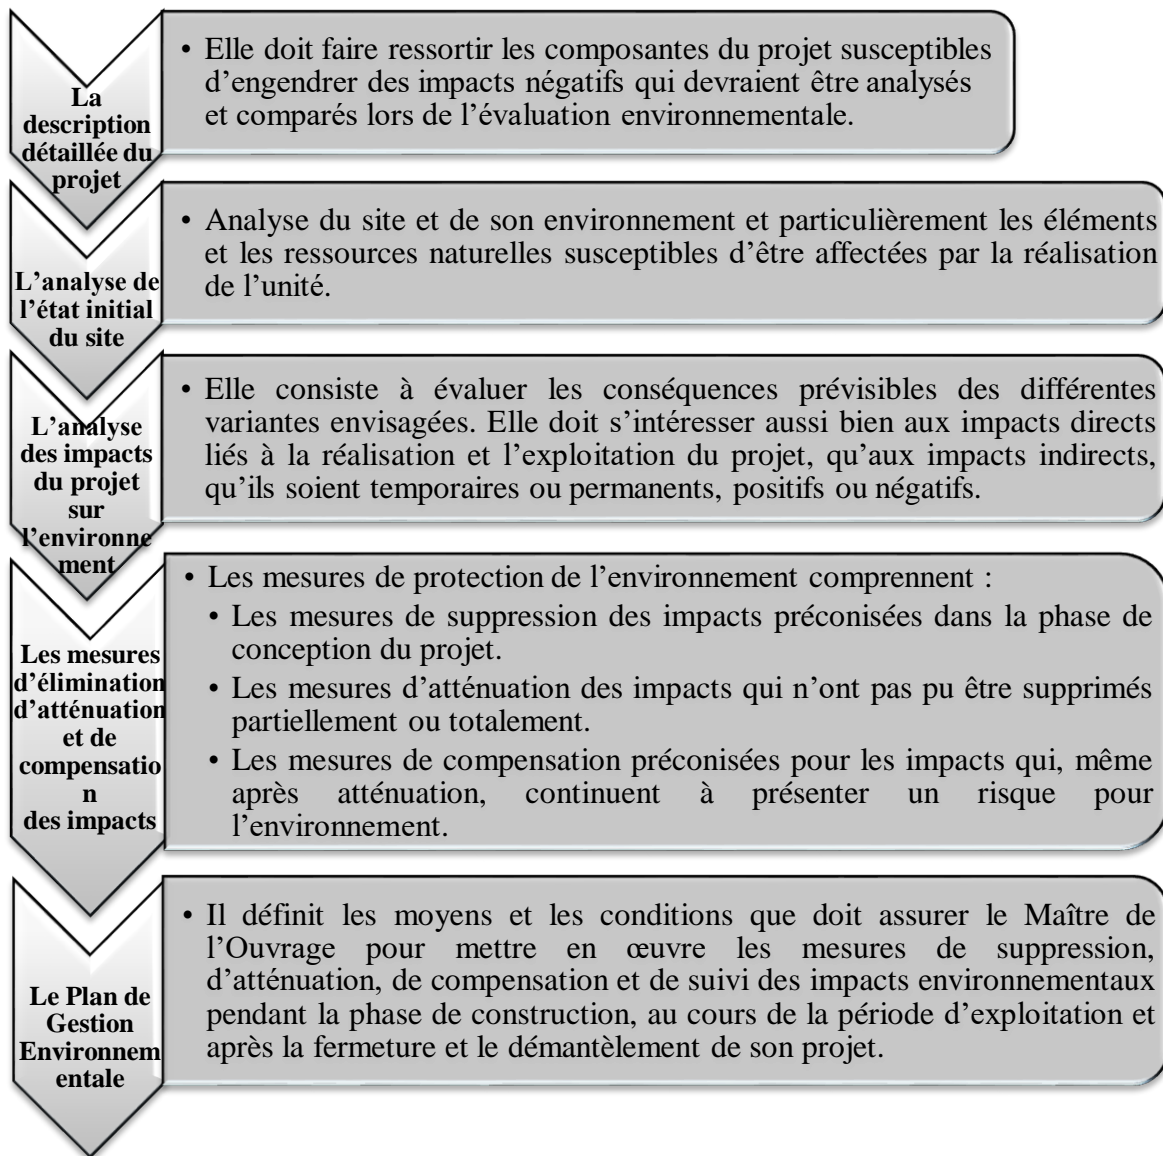 La
description
détaillée du
projet
• Elle doit faire ressortir les composantes du projet susceptibles
d’engendrer des impacts négatifs qui devraient être analysés
et comparés lors de l’évaluation environnementale.
L’analyse de
l’état initial
du site
• Analyse du site et de son environnement et particulièrement les éléments
et les ressources naturelles susceptibles d’être affectées par la réalisation
de l’unité.
L’analyse
des impacts
du projet
sur
l’environne
ment
• Elle consiste à évaluer les conséquences prévisibles des différentes
variantes envisagées. Elle doit s’intéresser aussi bien aux impacts directs
liés à la réalisation et l’exploitation du projet, qu’aux impacts indirects,
qu’ils soient temporaires ou permanents, positifs ou négatifs.
Les mesures
d’élimination
d’atténuation
et de
compensatio
n
des impacts
• Les mesures de protection de l’environnement comprennent :
• Les mesures de suppression des impacts préconisées dans la phase de
conception du projet.
• Les mesures d’atténuation des impacts qui n’ont pas pu être supprimés
partiellement ou totalement.
• Les mesures de compensation préconisées pour les impacts qui, même
après atténuation, continuent à présenter un risque pour
l’environnement.
Le Plan de
Gestion
Environnem
entale
• Il définit les moyens et les conditions que doit assurer le Maître de
l’Ouvrage pour mettre en œuvre les mesures de suppression,
d’atténuation, de compensation et de suivi des impacts environnementaux
pendant la phase de construction, au cours de la période d’exploitation et
après la fermeture et le démantèlement de son projet.